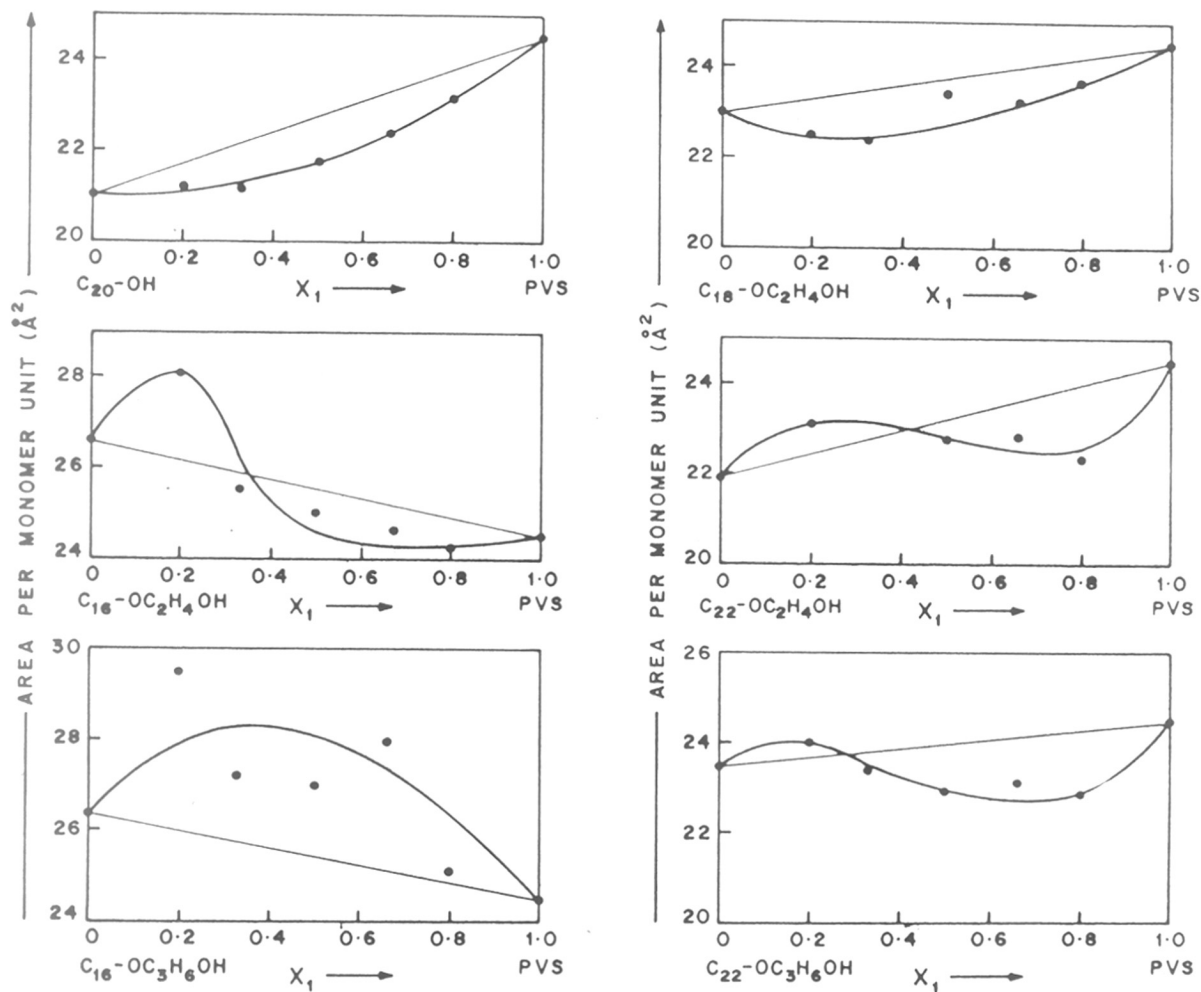 AREA PER MONOMER UNIT (Å²)
24
22
20
0 0·2 0·4 0·6 0·8 1·0
C₂₀-OH X₁ PVS
28
26
24
0 0·2 0·4 0·6 0·8 1·0
C₁₆-OC₂H₄OH X₁ PVS
30
28
26
24
0 0·2 0·4 0·6 0·8 1·0
C₁₆-OC₃H₆OH X₁ PVS
AREA PER MONOMER UNIT (Å²)
24
22
0 0·2 0·4 0·6 0·8 1·0
C₁₈-OC₂H₄OH X₁ PVS
24
22
20
0 0·2 0·4 0·6 0·8 1·0
C₂₂-OC₂H₄OH X₁ PVS
26
24
22
20
0 0·2 0·4 0·6 0·8 1·0
C₂₂-OC₃H₆OH X₁ PVS